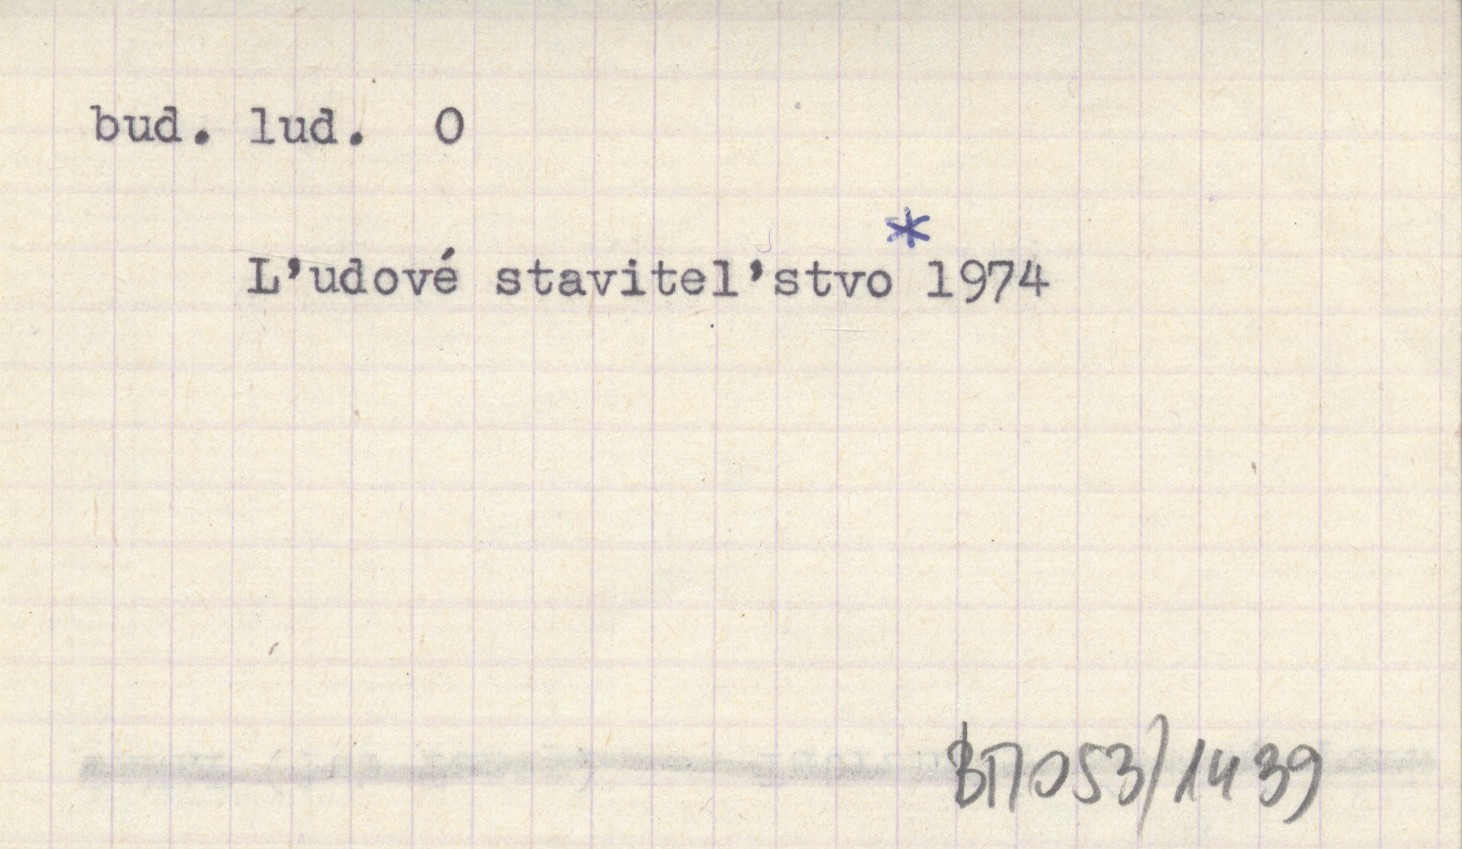 bud. lud. O
L'udové stavitel'stvo * 1974
BП053/1439